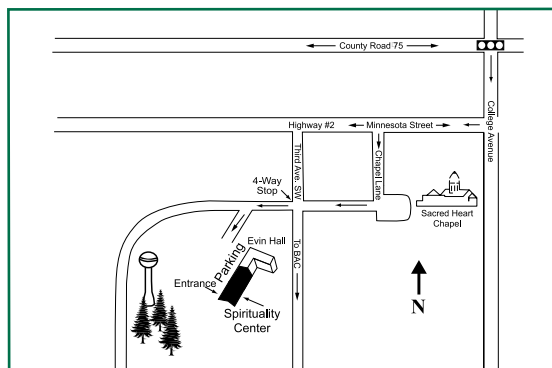 County Road 75
College Avenue
Highway #2
Minnesota Street
Third Ave. SW
Chapel Lane
4-Way
Stop
Sacred Heart
Chapel
To BAC
Evin Hall
Parking
Entrance
Spirituality
Center
N